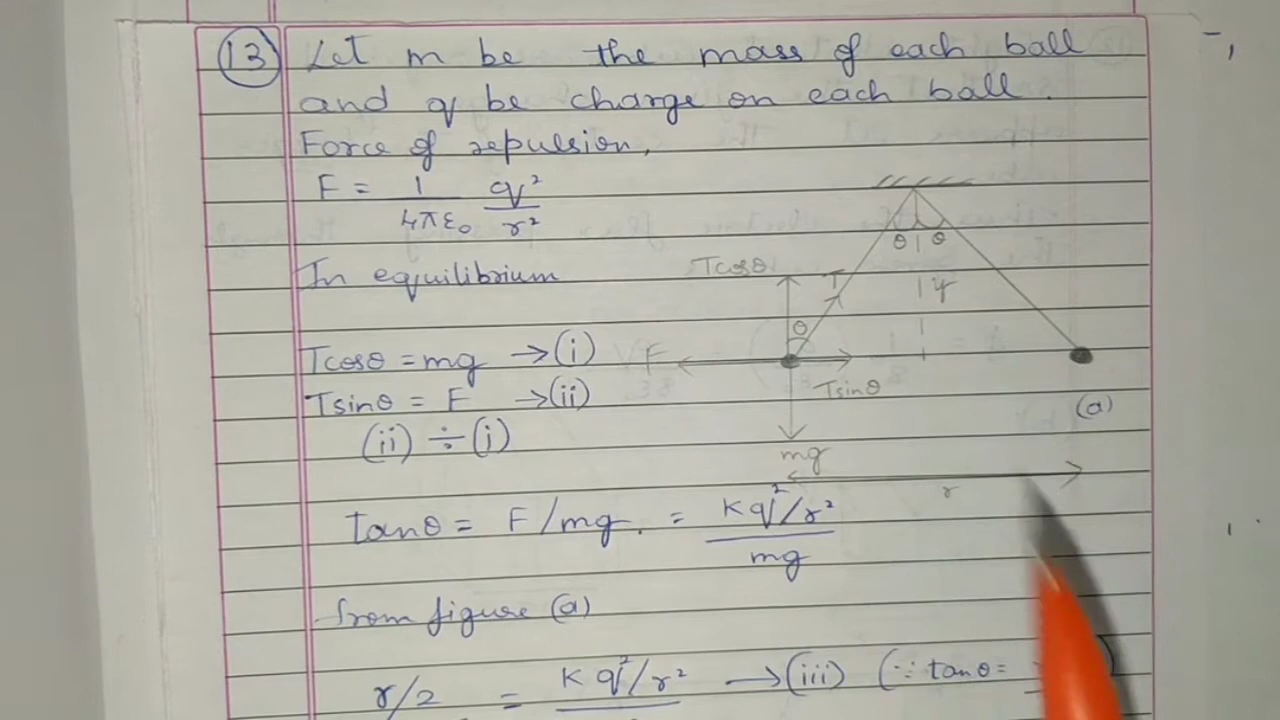 13 Let m be the mass of each ball
and q be charge on each ball.
Force of repulsion,
F = 1/4πε₀ q²/r²
In equilibrium
Tcosθ = mg →(i)
Tsinθ = F →(ii)
(ii) ÷ (i)
tanθ = F/mg. = Kq²/r² / mg
from figure (a)
r/2 = Kq²/r² →(iii) (∵ tanθ =
θ θ
Tcosθ
T
y
θ
F
Tsinθ
(a)
mg
r